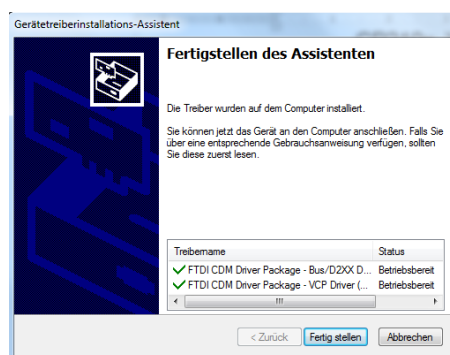 Gerätetreiberinstallations-Assistent
Fertigstellen des Assistenten
Die Treiber wurden auf dem Computer installiert.
Sie können jetzt das Gerät an den Computer anschließen. Falls Sie
über eine entsprechende Gebrauchsanweisung verfügen, sollten
Sie diese zuerst lesen.
Treibername Status
FTDI CDM Driver Package - Bus/D2XX D... Betriebsbereit
FTDI CDM Driver Package - VCP Driver (... Betriebsbereit
< Zurück Fertig stellen Abbrechen